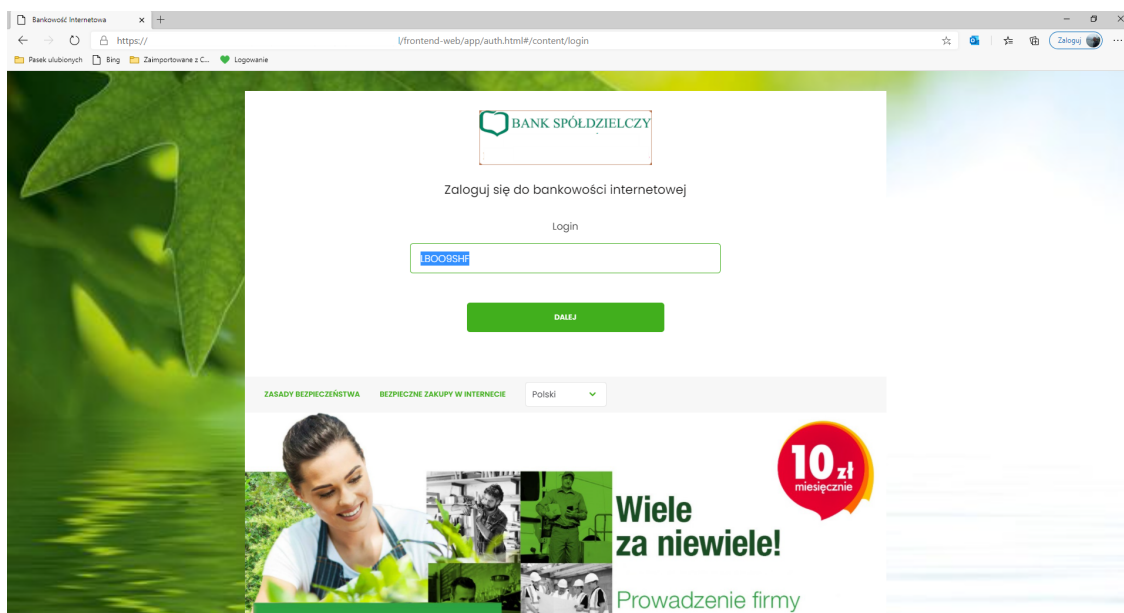 Bankowość Internetowa
https:// l/frontend-web/app/auth.html#/content/login
Zaloguj
Pasek ulubionych Bing Zaimportowane z C... Logowanie
BANK SPÓŁDZIELCZY
Zaloguj się do bankowości internetowej
Login
LBOO9SHF
DALEJ
ZASADY BEZPIECZEŃSTWA BEZPIECZNE ZAKUPY W INTERNECIE Polski
10 zł
miesięcznie
Wiele
za niewiele!
Prowadzenie firmy